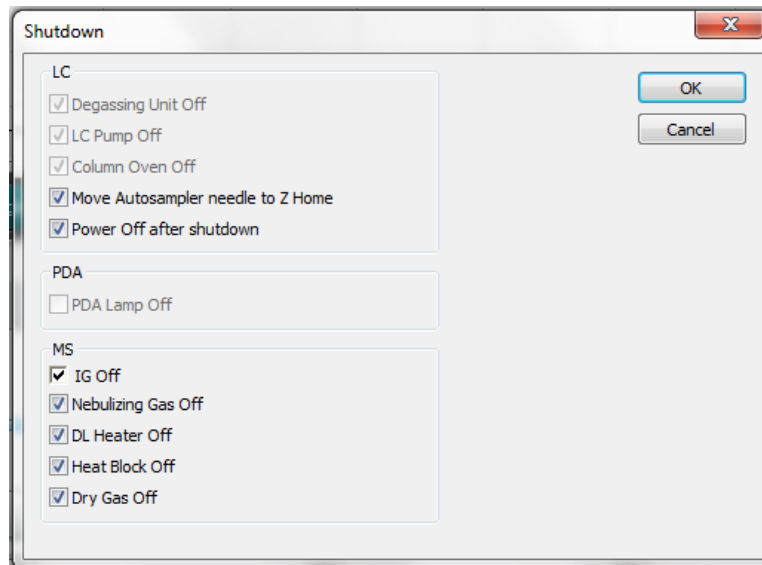 Shutdown
LC
Degassing Unit Off
LC Pump Off
Column Oven Off
Move Autosampler needle to Z Home
Power Off after shutdown
PDA
PDA Lamp Off
MS
IG Off
Nebulizing Gas Off
DL Heater Off
Heat Block Off
Dry Gas Off
OK
Cancel